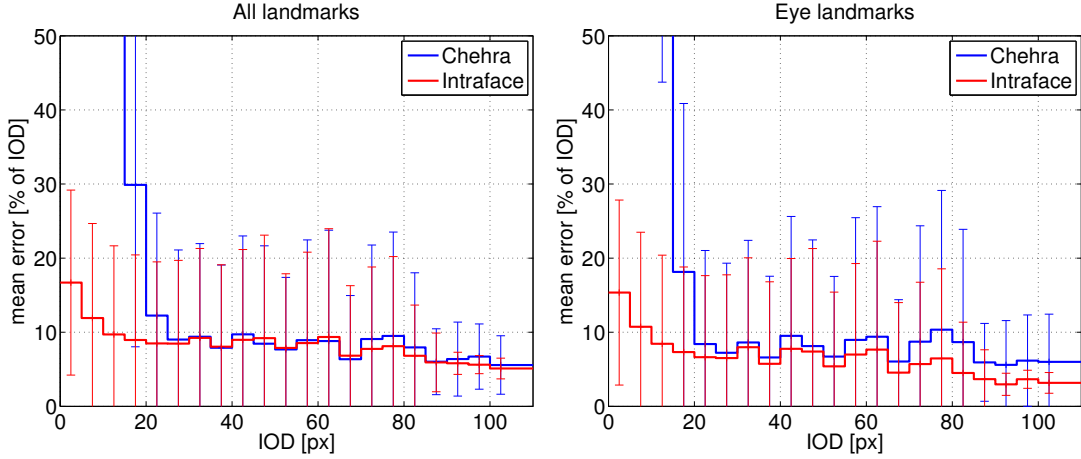 All landmarks
50
40
30
20
10
0
mean error [% of IOD]
Chehra
Intraface
0 20 40 60 80 100
IOD [px]
Eye landmarks
50
40
30
20
10
0
mean error [% of IOD]
Chehra
Intraface
0 20 40 60 80 100
IOD [px]